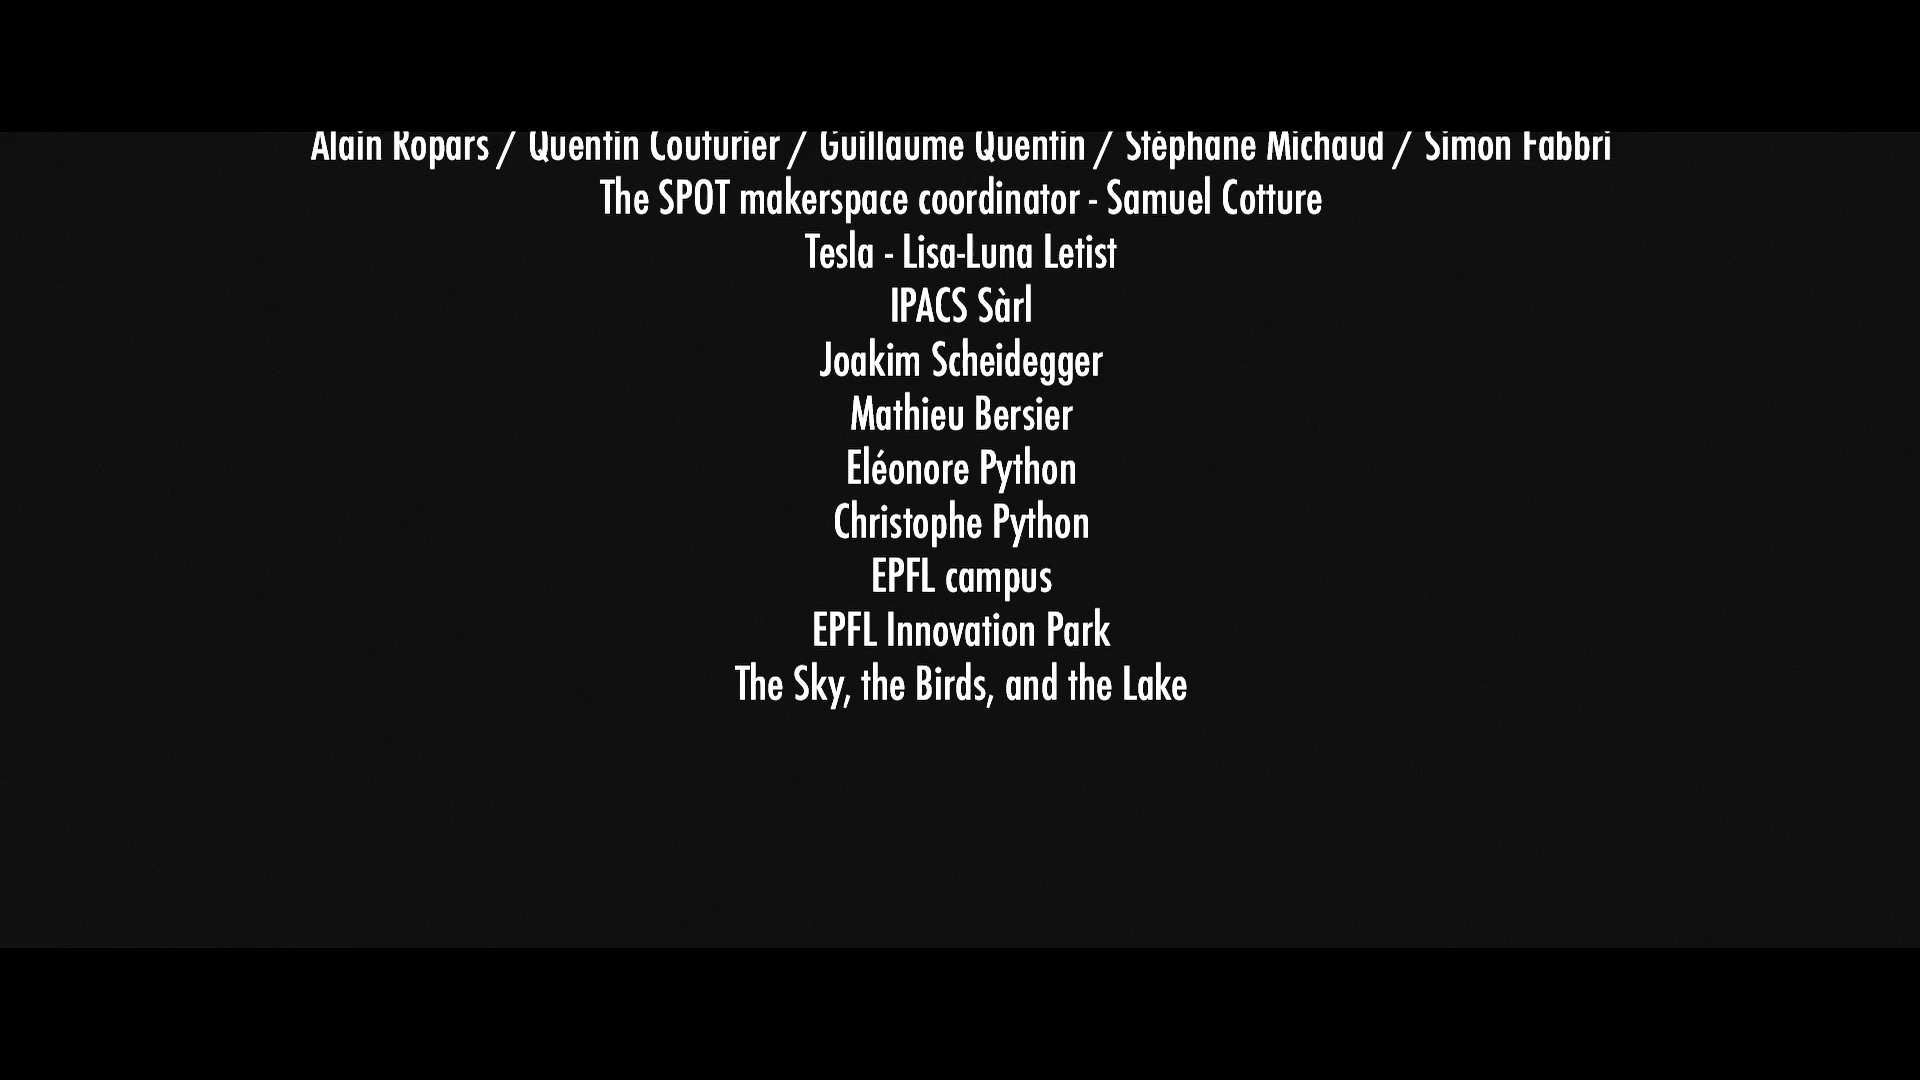 Alain Ropars / Quentin Couturier / Guillaume Quentin / Stéphane Michaud / Simon Fabbri
The SPOT makerspace coordinator - Samuel Cotture
Tesla - Lisa-Luna Letist
IPACS Sàrl
Joakim Scheidegger
Mathieu Bersier
Eléonore Python
Christophe Python
EPFL campus
EPFL Innovation Park
The Sky, the Birds, and the Lake